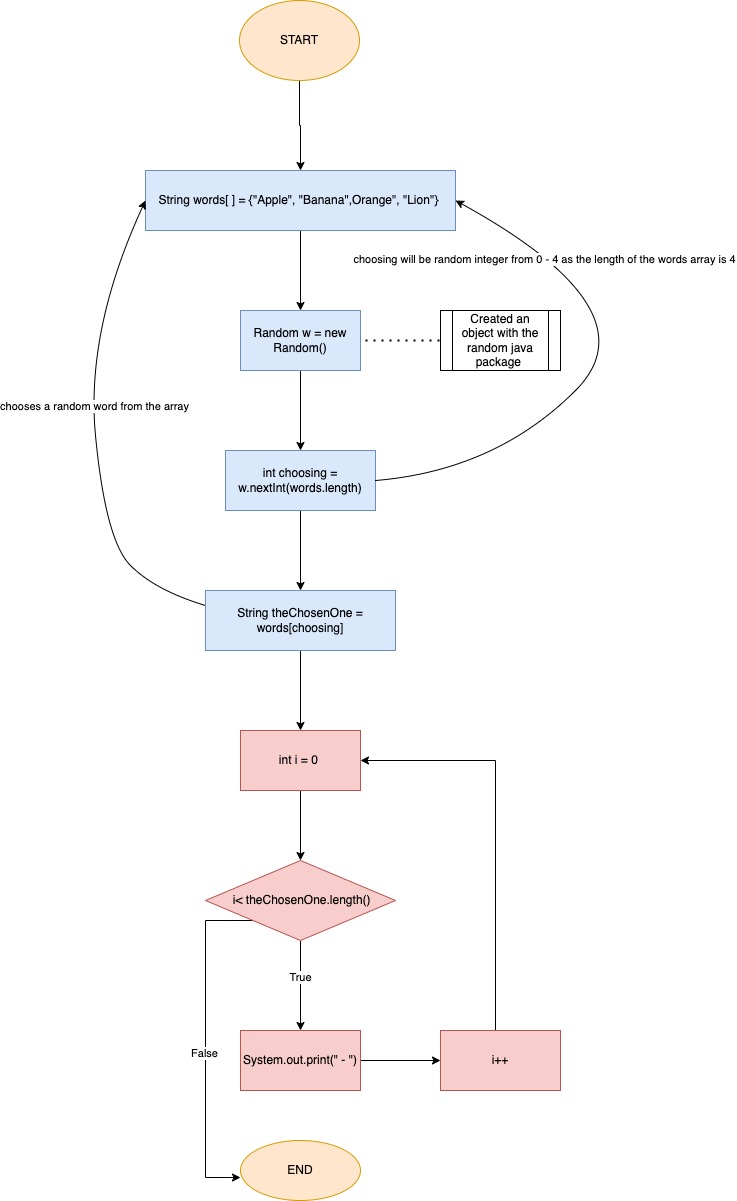 START
String words[ ] = {"Apple", "Banana",Orange", "Lion"}
choosing will be random integer from 0 - 4 as the length of the words array is 4
Random w = new
Random()
Created an
object with the
random java
package
chooses a random word from the array
int choosing =
w.nextInt(words.length)
String theChosenOne =
words[choosing]
int i = 0
i< theChosenOne.length()
True
False
System.out.print(" - ")
i++
END